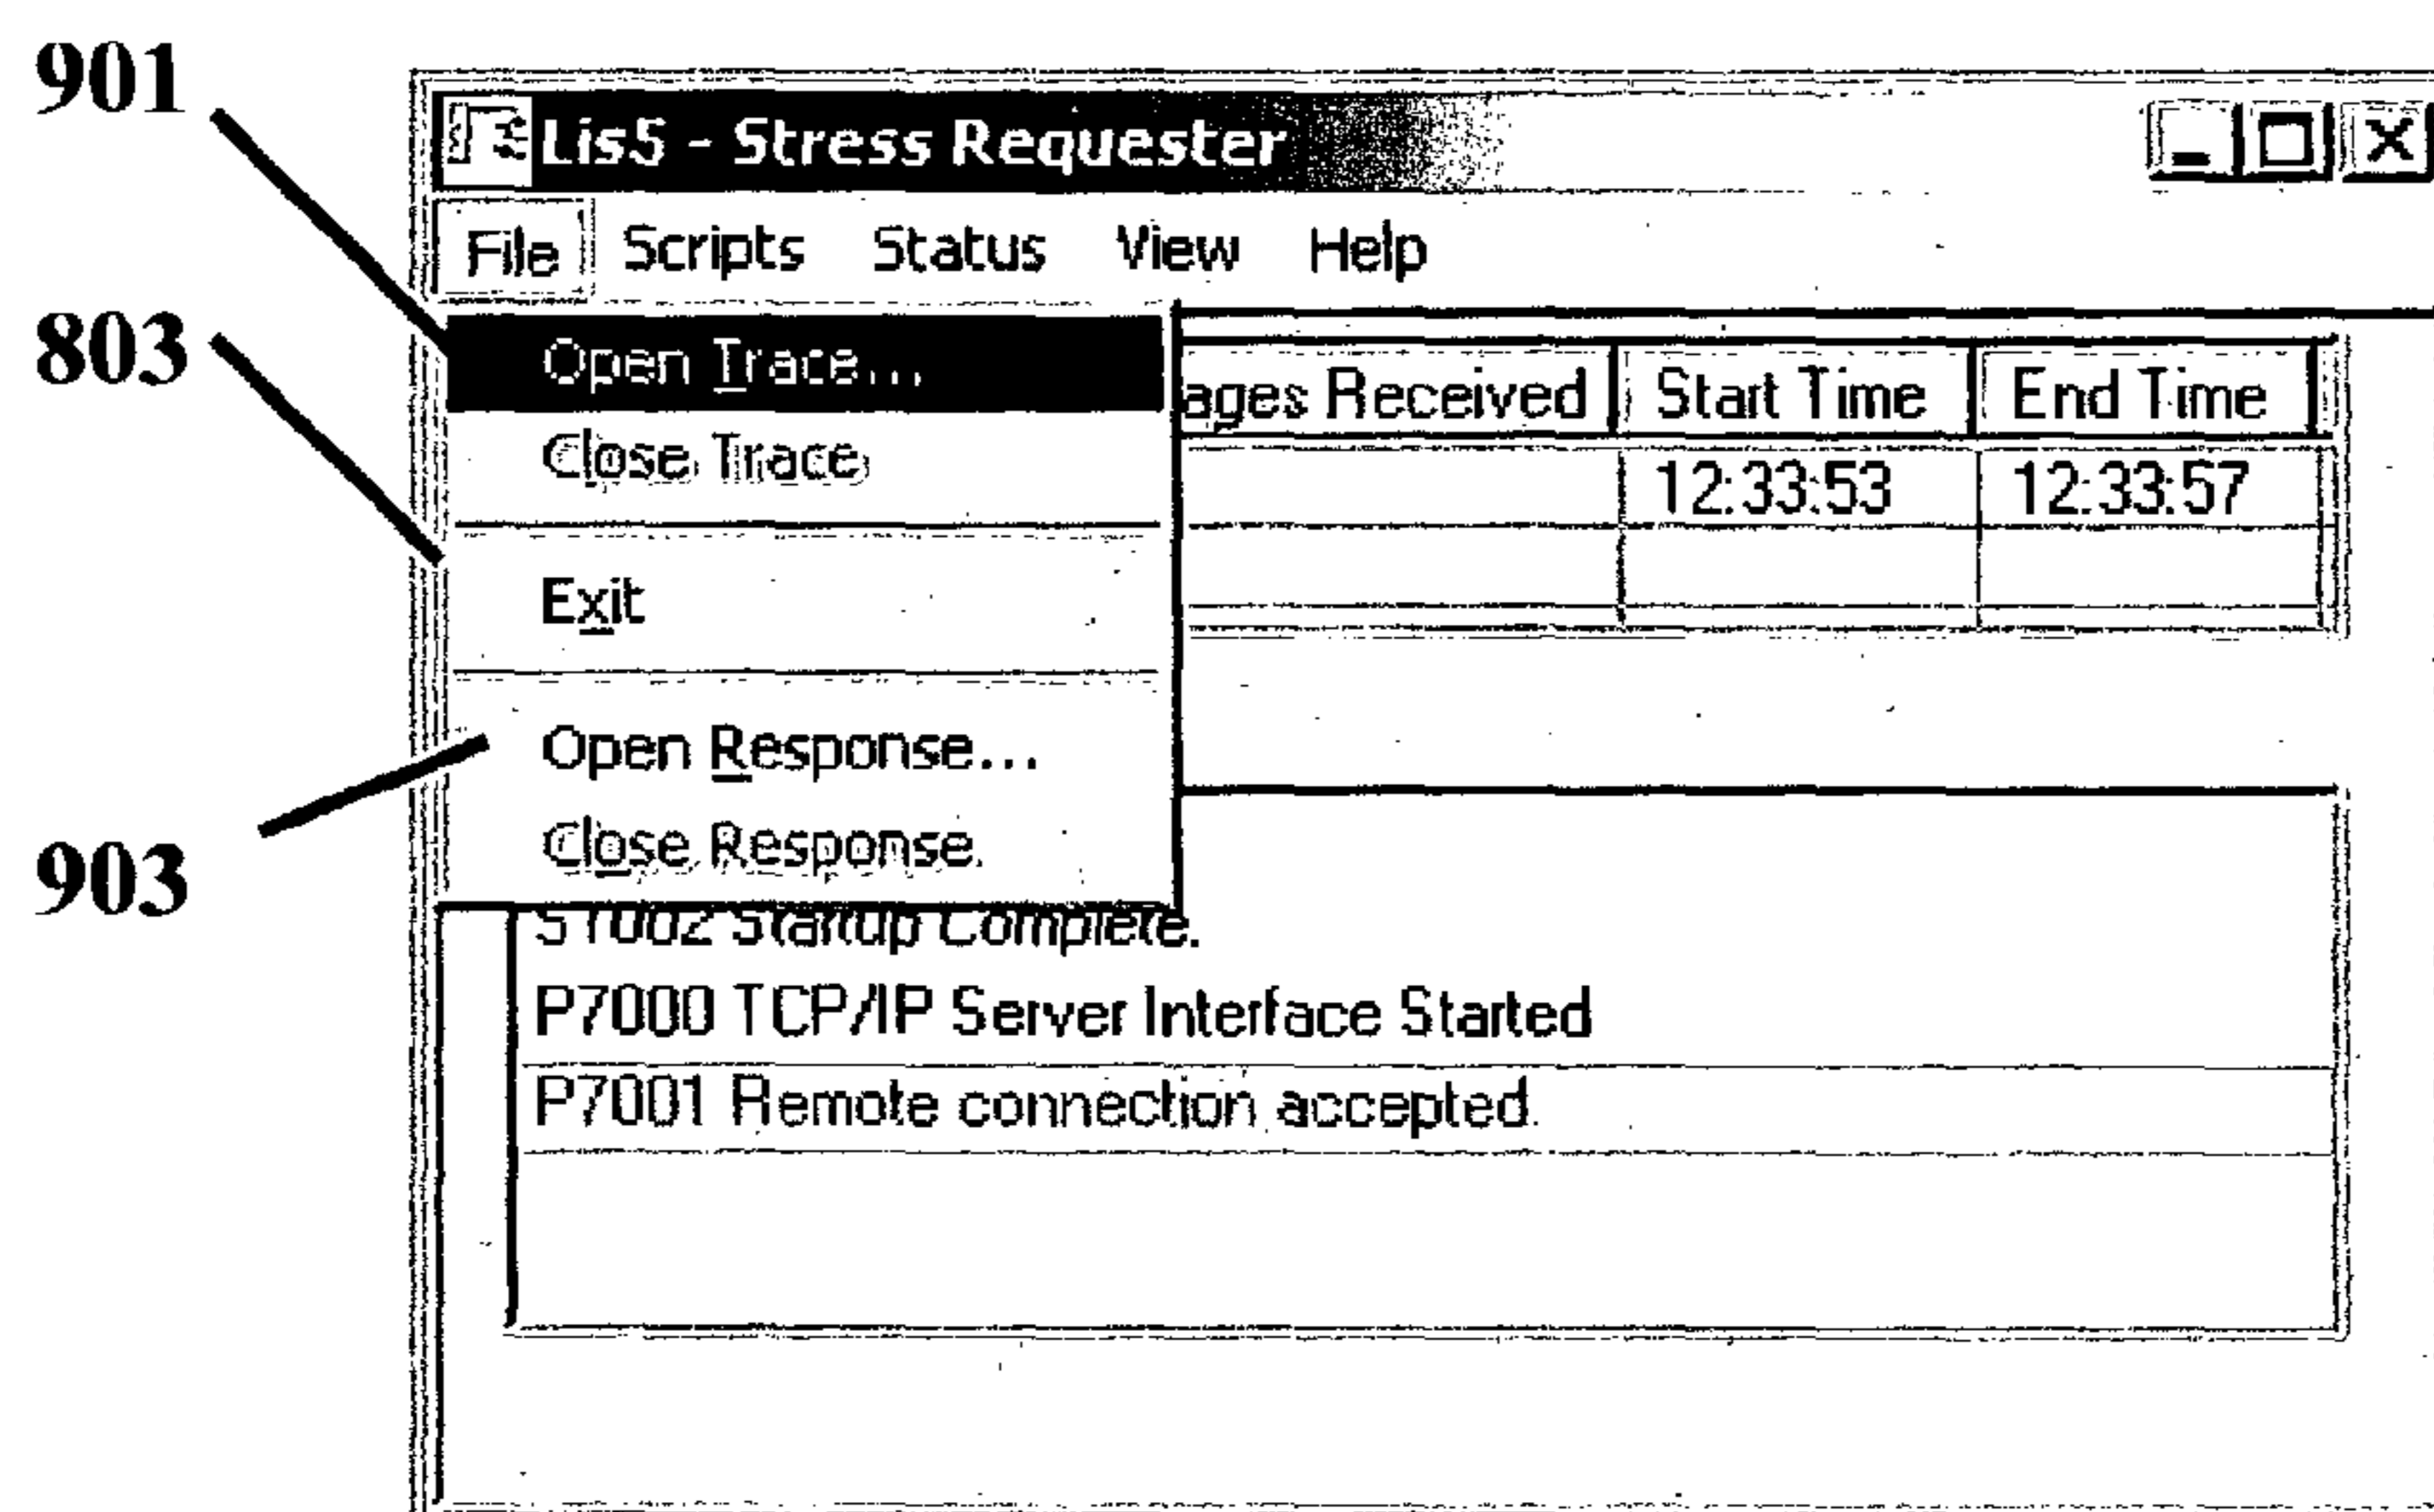 901
Lis5 - Stress Requester
File Scripts Status View Help
803
Open Trace...
ages Received Start Time End Time
Close Trace
12:33:53 12:33:57
Exit
Open Response...
903
Close Response
Startup Complete.
P7000 TCP/IP Server Interface Started
P7001 Remote connection accepted.